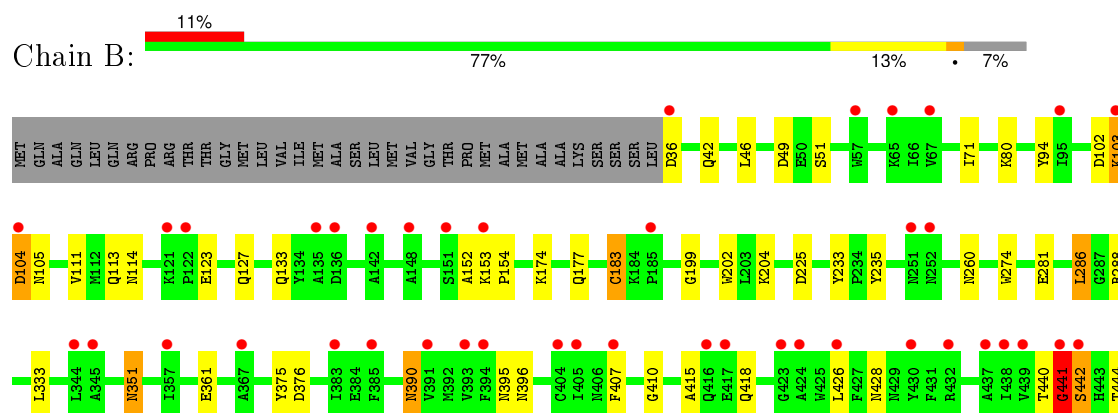 11%
Chain B:
77% 13% • 7%
MET GLN ALA GLN LEU GLN GLN ARG PRO ARG THR THR GLY MET LEU VAL ILE MET ALA SER LEU MET VAL GLY THR PRO MET ALA MET ALA ALA LYS SER SER SER LEU D36 Q42 L46 D49 E50 S51 W57 K65 I66 V67 I71 K80 Y94 I95 D102 K103
D104 N105 V111 M112 Q113 N114 K121 P122 E123 Q127 Q133 Y134 A135 D136 A142 A148 S151 A152 K153 P154 K174 Q177 C183 K184 P185 G199 W202 L203 K204 D225 Y233 P234 Y235 N251 N252 N260 W274 E281 L286 G287
L333 L344 A345 N351 I357 E361 A367 Y375 D376 I383 E384 F385 N390 V391 M392 V393 F394 N395 N396 C404 I405 N406 F407 G410 A415 Q416 E417 Q418 G423 A424 W425 L426 F427 N428 N429 Y430 F431 R432 A437 I438 V439 T440 G441 S442 H443